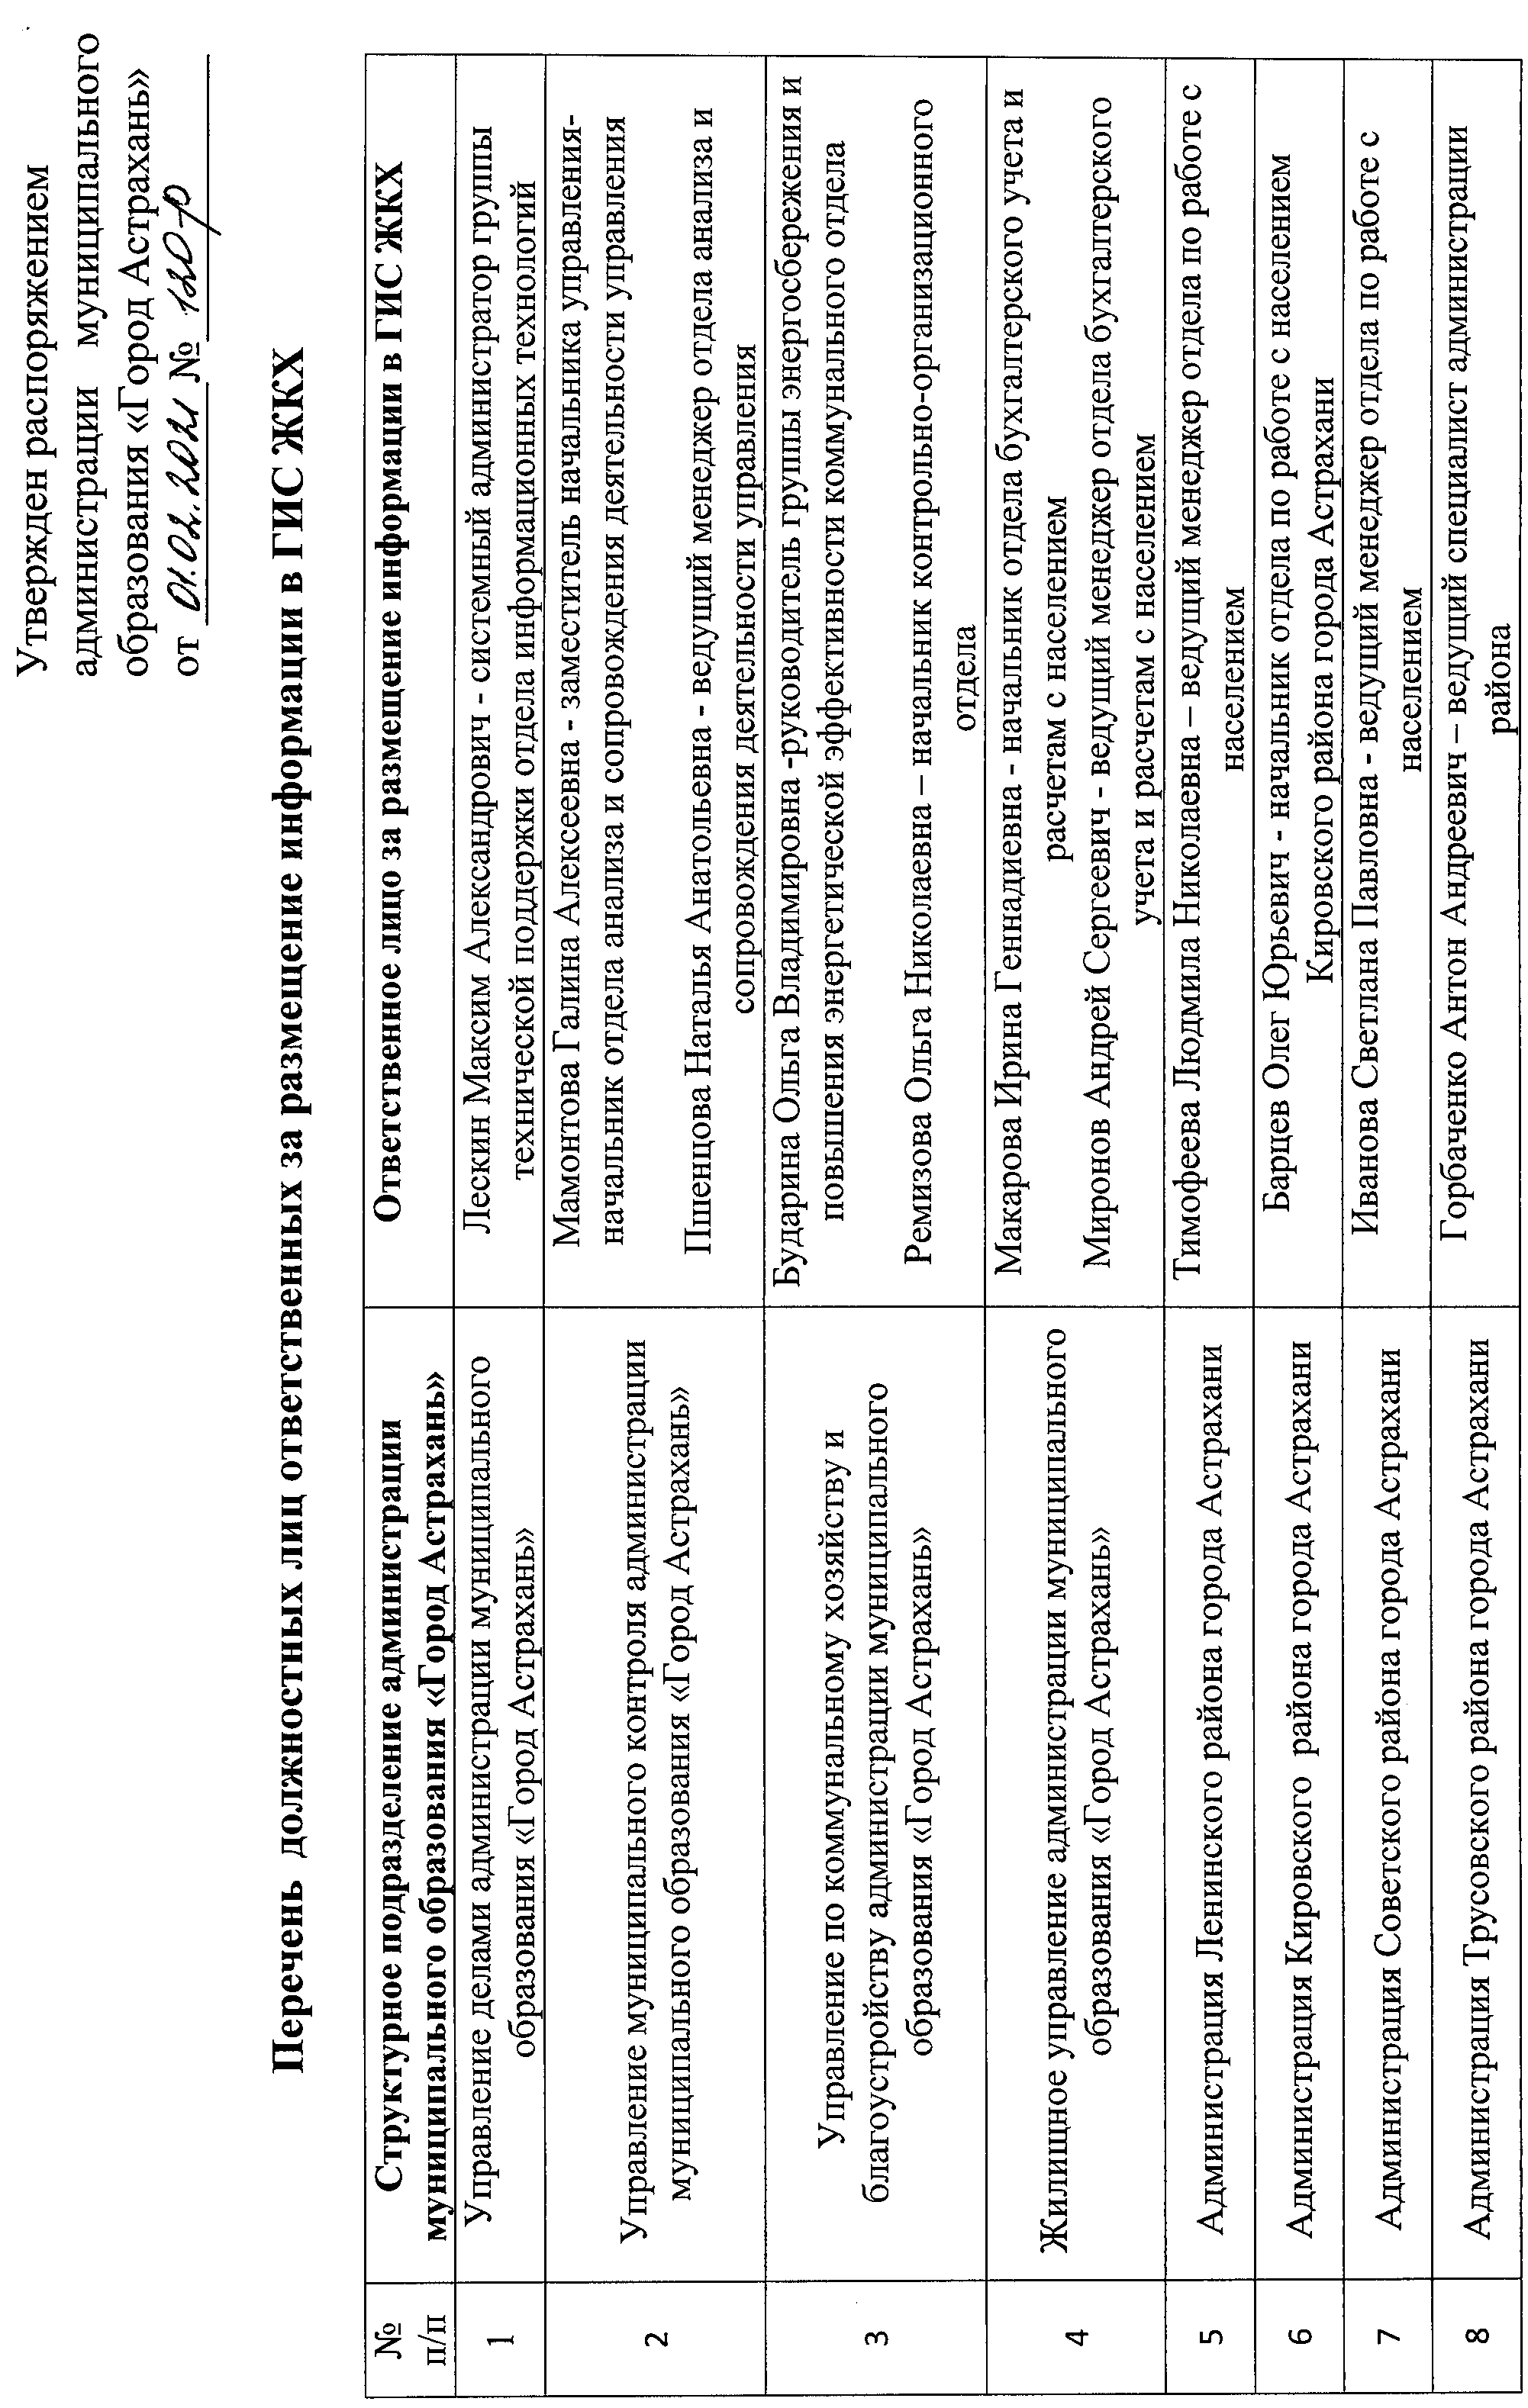 Утвержден распоряжением
администрации муниципального
образования «Город Астрахань»
от 01.02.2021 № 120-р
Перечень должностных лиц ответственных за размещение информации в ГИС ЖКХ
№
п/п
Структурное подразделение администрации
муниципального образования «Город Астрахань»
Ответственное лицо за размещение информации в ГИС ЖКХ
1
Управление делами администрации муниципального
образования «Город Астрахань»
Лескин Максим Александрович - системный администратор группы
технической поддержки отдела информационных технологий
2
Управление муниципального контроля администрации
муниципального образования «Город Астрахань»
Мамонтова Галина Алексеевна - заместитель начальника управления-
начальник отдела анализа и сопровождения деятельности управления
Пшенцова Наталья Анатольевна - ведущий менеджер отдела анализа и
сопровождения деятельности управления
3
Управление по коммунальному хозяйству и
благоустройству администрации муниципального
образования «Город Астрахань»
Бударина Ольга Владимировна -руководитель группы энергосбережения и
повышения энергетической эффективности коммунального отдела
Ремизова Ольга Николаевна – начальник контрольно-организационного
отдела
4
Жилищное управление администрации муниципального
образования «Город Астрахань»
Макарова Ирина Геннадиевна - начальник отдела бухгалтерского учета и
расчетам с населением
Миронов Андрей Сергеевич - ведущий менеджер отдела бухгалтерского
учета и расчетам с населением
5
Администрация Ленинского района города Астрахани
Тимофеева Людмила Николаевна – ведущий менеджер отдела по работе с
населением
6
Администрация Кировского района города Астрахани
Барцев Олег Юрьевич - начальник отдела по работе с населением
Кировского района города Астрахани
7
Администрация Советского района города Астрахани
Иванова Светлана Павловна - ведущий менеджер отдела по работе с
населением
8
Администрация Трусовского района города Астрахани
Горбаченко Антон Андреевич – ведущий специалист администрации
района